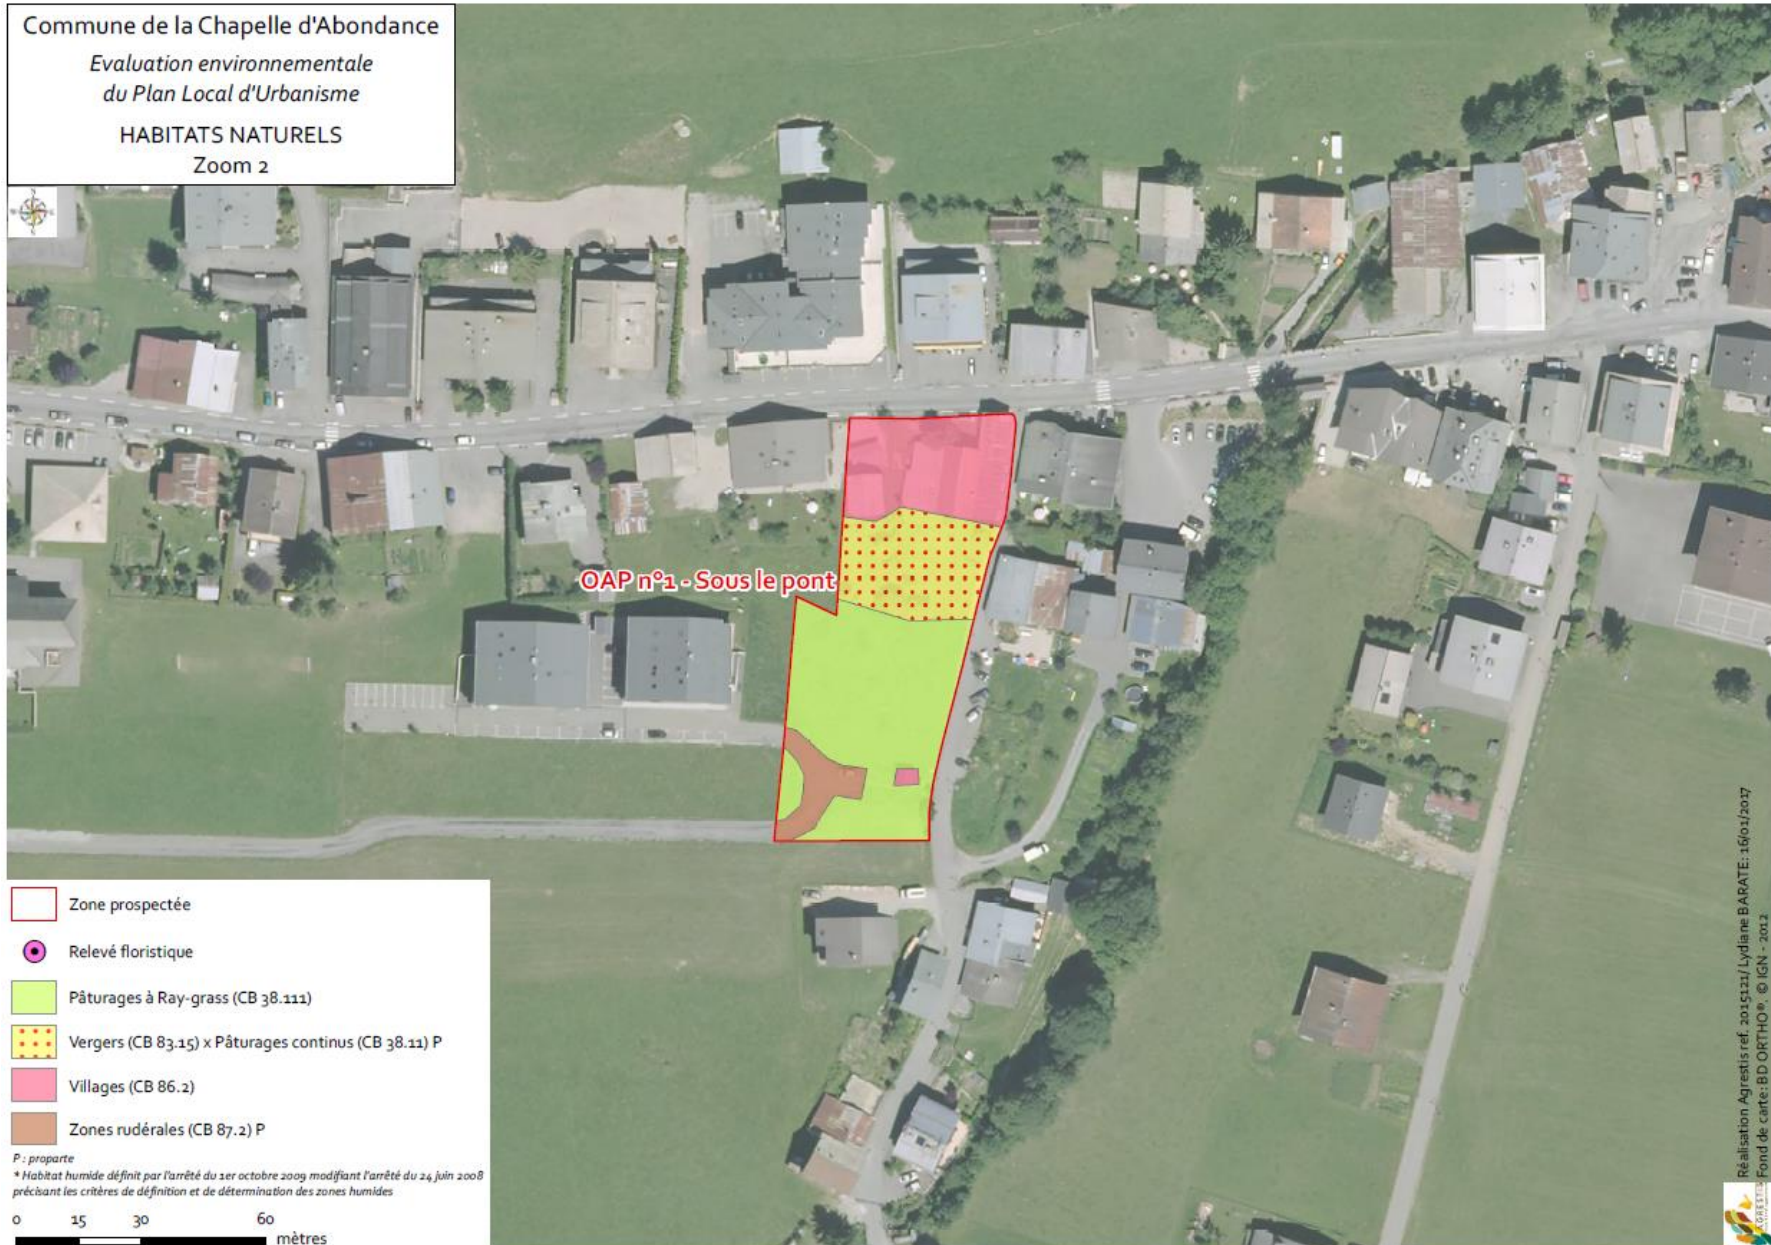 Commune de la Chapelle d'Abondance
Evaluation environnementale
du Plan Local d'Urbanisme
HABITATS NATURELS
Zoom 2
OAP n°1 - Sous le pont
Zone prospectée
Relevé floristique
Pâturages à Ray-grass (CB 38.111)
Vergers (CB 83.15) x Pâturages continus (CB 38.11) P
Villages (CB 86.2)
Zones rudérales (CB 87.2) P
P : proparte
* Habitat humide définit par l'arrêté du 1er octobre 2009 modifiant l'arrêté du 24 juin 2008
précisant les critères de définition et de détermination des zones humides
0 15 30 60
mètres
Réalisation Agrestis ref. 2015121/ Lydiane BARATE: 16/01/2017
Fond de carte: BD ORTHO®, © IGN - 2012
AGRESTIS